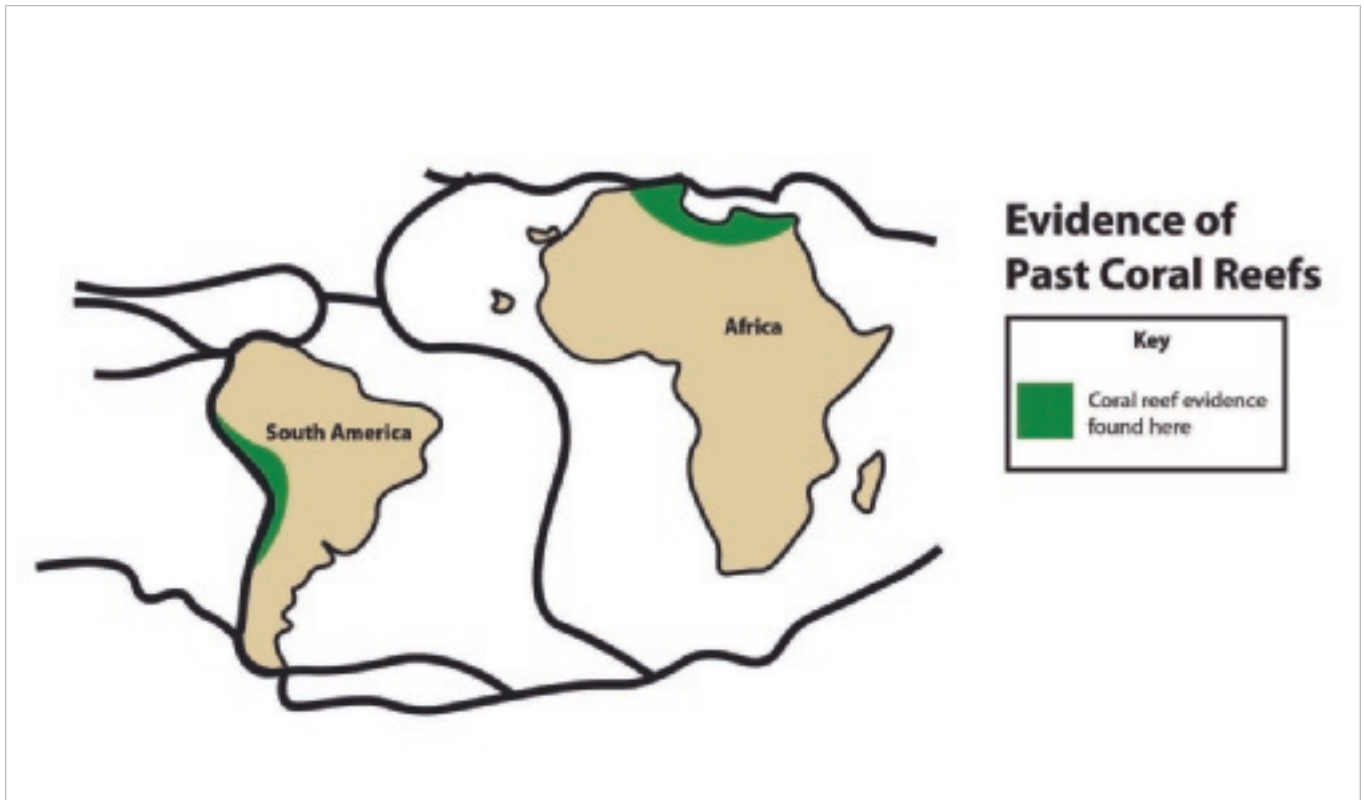 Evidence of
Past Coral Reefs
Key
Coral reef evidence
found here
Africa
South America